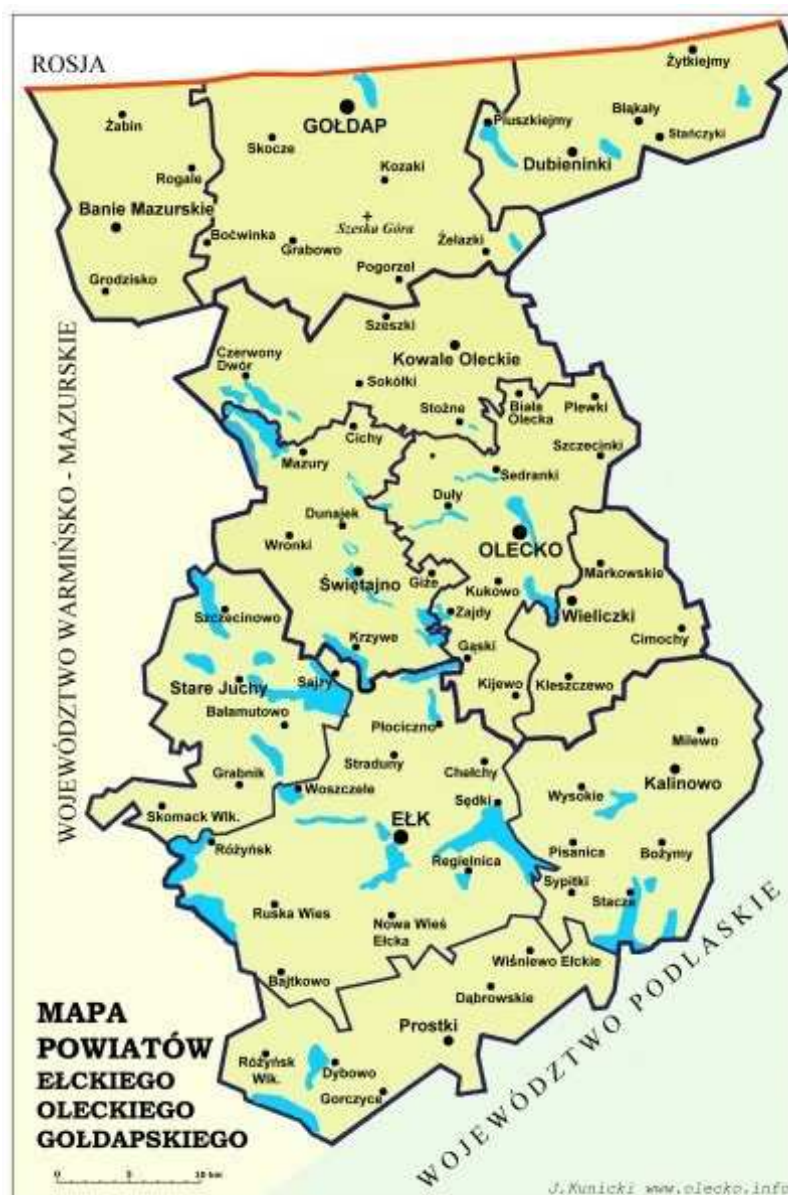 ROSJA
Żytkiejmy
Żabin
GOŁDAP
Pluszkiejmy
Błąkały
Stańczyki
Skocze
Dubieninki
Rogale
Kozaki
Banie Mazurskie
Szeska Góra
Boćwinka
Grabowo
Żelazki
Pogorzel
Grodzisko
Szeszki
Kowale Oleckie
Czerwony
Dwór
Sokółki
Stożne
Biała
Olecka
Plewki
Cichy
Mazury
Szczecinki
Sedranki
Duły
Dunajek
Wronki
OLECKO
Świętajno
Giże
Kukowo
Markowskie
Szczecinowo
Zajdy
Wieliczki
Cimochy
Krzywe
Gąski
Stare Juchy
Sajzy
Kijewo
Kleszczewo
Bałamutowo
Płociczno
Milewo
Straduny
Chełchy
Kalinowo
Grabnik
Woszczele
Sędki
Wysokie
Skomack Wlk.
EŁK
Różyńsk
Pisanica
Bożymy
Regielnica
Sypitki
Stacze
Ruska Wies
Nowa Wieś
Ełcka
Wiśniewo Ełckie
Bajtkowo
Dąbrowskie
Prostki
Różyńsk
Wlk.
Dybowo
Gorczyce
WOJEWÓDZTWO WARMIŃSKO - MAZURSKIE
WOJEWÓDZTWO PODLASKIE
MAPA
POWIATÓW
EŁCKIEGO
OLECKIEGO
GOŁDAPSKIEGO
0 5 10 km
J.Kunicki www.olecko.info